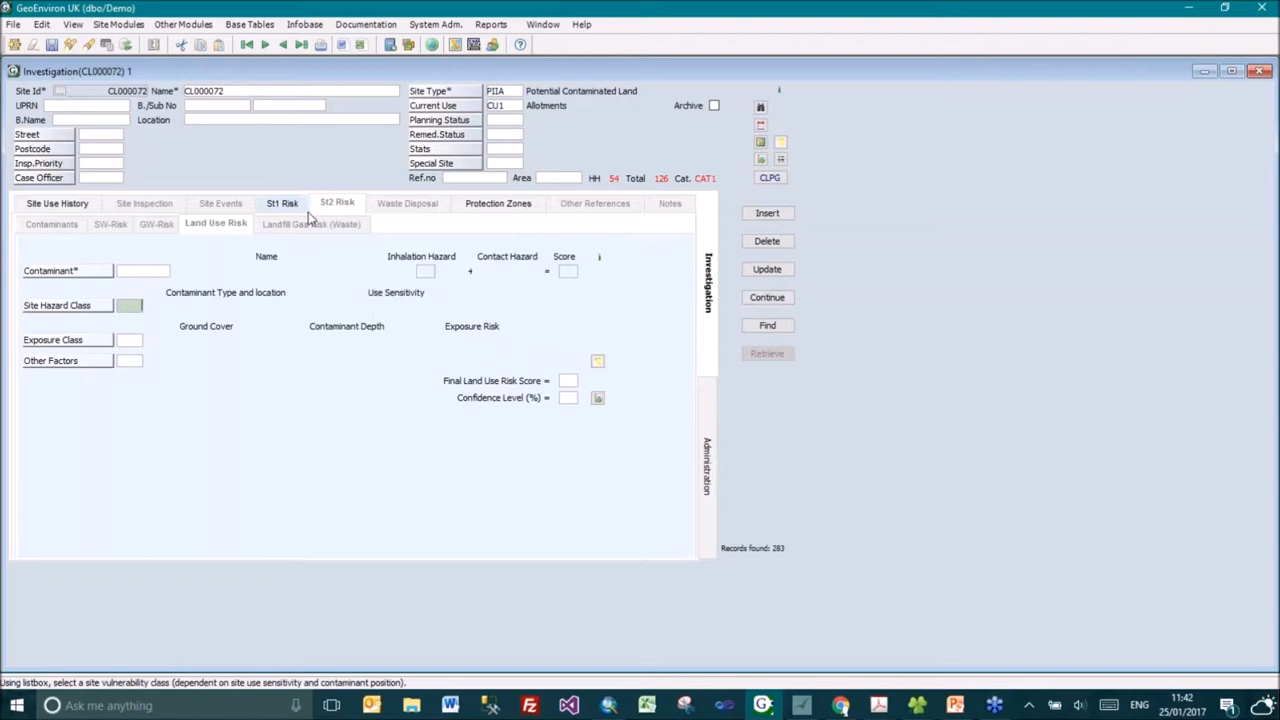 GeoEnviron UK (dbo/Demo)
File Edit View Site Modules Other Modules Base Tables Infobase Documentation System Adm. Reports Window Help
Investigation(CL000072) 1
Site Id* ... CL000072 Name* CL000072 Site Type* PIIA Potential Contaminated Land
UPRN B./Sub No Current Use CU1 Allotments Archive
B.Name Location Planning Status
Street Remed.Status
Postcode Stats
Insp.Priority Special Site
Case Officer Ref.no Area HH 54 Total 126 Cat. CAT1 CLPG
Site Use History Site Inspection Site Events St1 Risk St2 Risk Waste Disposal Protection Zones Other References Notes
Contaminants SW-Risk GW-Risk Land Use Risk Landfill Gas Risk (Waste)
Name Inhalation Hazard Contact Hazard Score
Contaminant* + =
Contaminant Type and location Use Sensitivity
Site Hazard Class
Ground Cover Contaminant Depth Exposure Risk
Exposure Class
Other Factors
Final Land Use Risk Score =
Confidence Level (%) =
Investigation
Administration
Insert
Delete
Update
Continue
Find
Retrieve
Records found: 283
Using listbox, select a site vulnerability class (dependent on site use sensitivity and contaminant position).
Ask me anything
11:42
ENG
25/01/2017